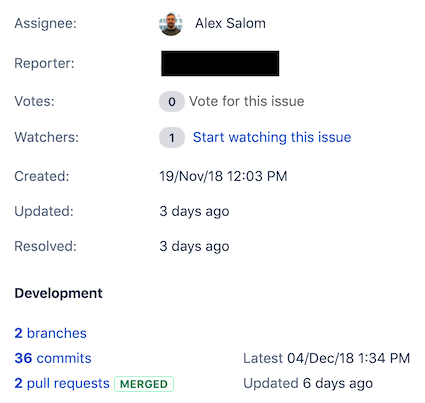 Assignee: Alex Salom
Reporter:
Votes: 0 Vote for this issue
Watchers: 1 Start watching this issue
Created: 19/Nov/18 12:03 PM
Updated: 3 days ago
Resolved: 3 days ago
Development
2 branches
36 commits Latest 04/Dec/18 1:34 PM
2 pull requests MERGED Updated 6 days ago